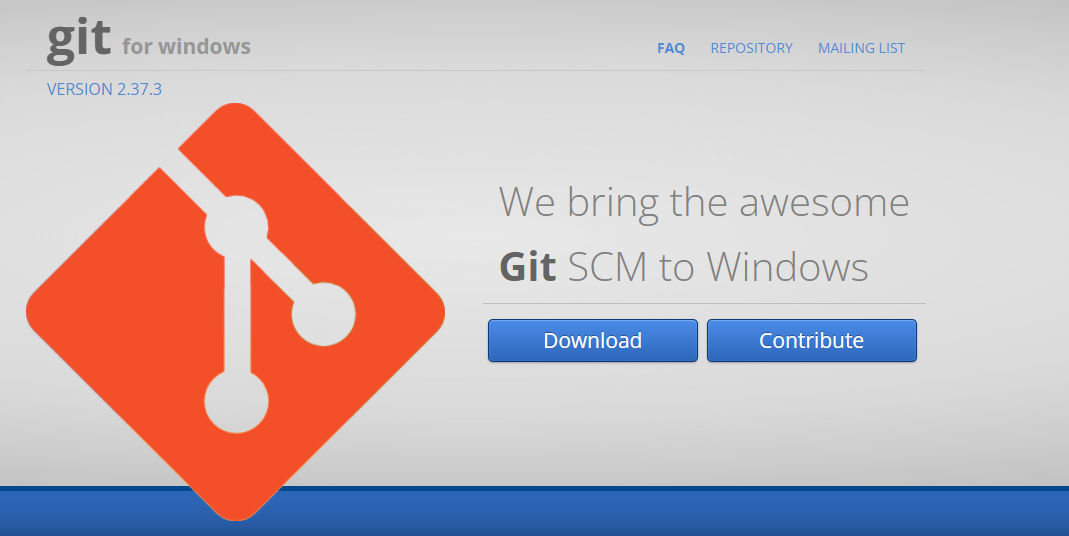 git for windows
FAQ REPOSITORY MAILING LIST
VERSION 2.37.3
We bring the awesome
Git SCM to Windows
Download Contribute